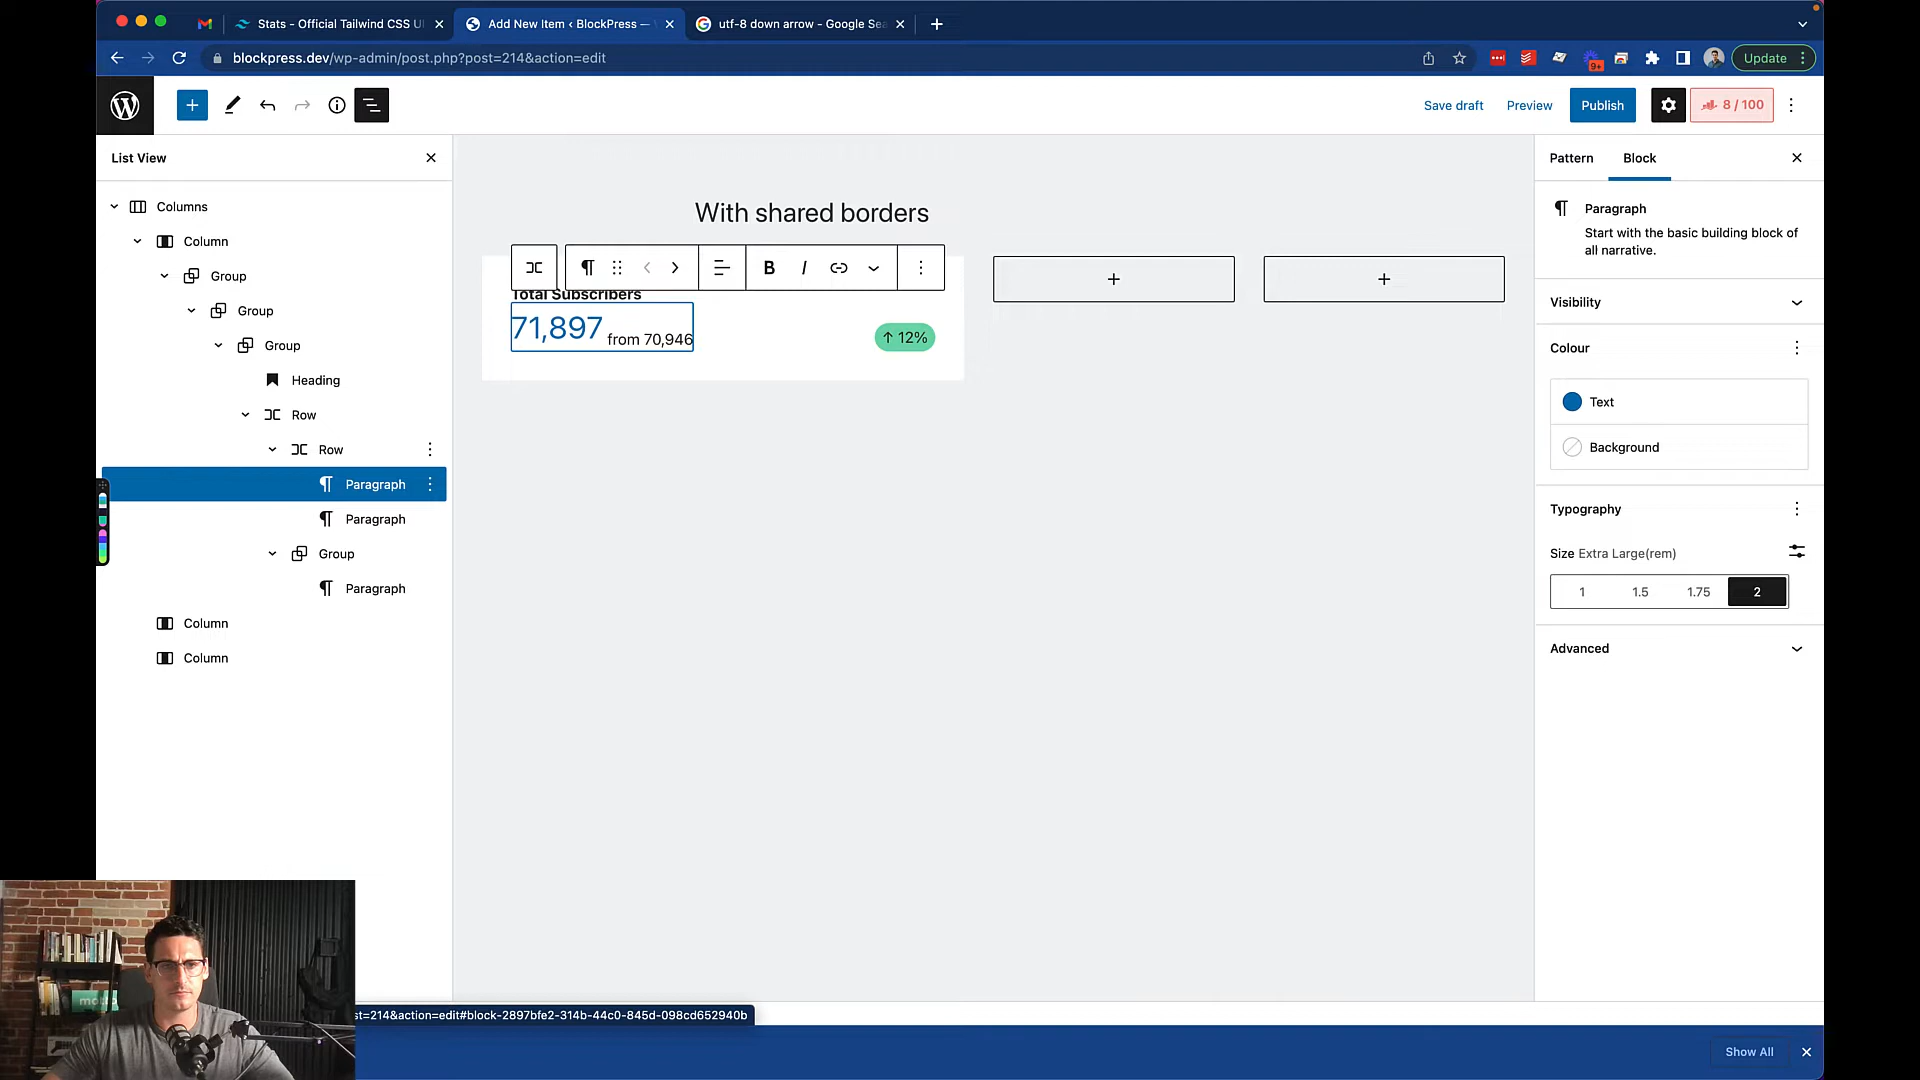 Stats - Official Tailwind CSS UI
Add New Item ‹ BlockPress —
utf-8 down arrow - Google Sea
blockpress.dev/wp-admin/post.php?post=214&action=edit
9+
Update
Save draft
Preview
Publish
8 / 100
List View
Columns
Column
Group
Group
Group
Heading
Row
Row
Paragraph
Paragraph
Group
Paragraph
Column
Column
With shared borders
B
I
Total Subscribers
71,897 from 70,946
↑ 12%
Pattern
Block
Paragraph
Start with the basic building block of
all narrative.
Visibility
Colour
Text
Background
Typography
Size Extra Large(rem)
1
1.5
1.75
2
Advanced
st=214&action=edit#block-2897bfe2-314b-44c0-845d-098cd652940b
Show All